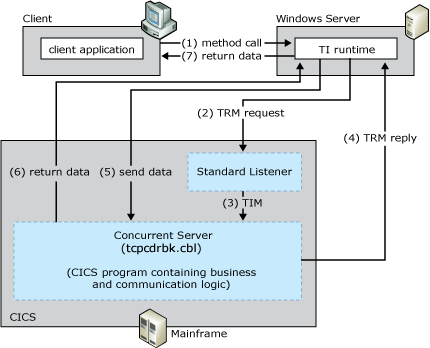 Client
Windows Server
client application
(1) method call
(7) return data
TI runtime
(2) TRM request
(4) TRM reply
(6) return data
(5) send data
Standard Listener
(3) TIM
Concurrent Server
(tcpcdrbk.cbl)
(CICS program containing business
and communication logic)
CICS
Mainframe